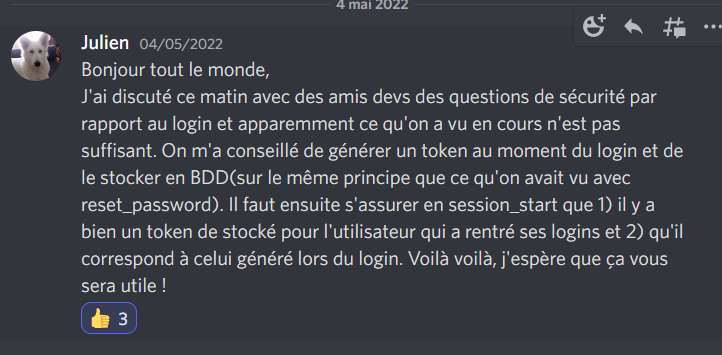 4 mai 2022
Julien 04/05/2022
Bonjour tout le monde,
J'ai discuté ce matin avec des amis devs des questions de sécurité par
rapport au login et apparemment ce qu'on a vu en cours n'est pas
suffisant. On m'a conseillé de générer un token au moment du login et de
le stocker en BDD(sur le même principe que ce qu'on avait vu avec
reset_password). Il faut ensuite s'assurer en session_start que 1) il y a
bien un token de stocké pour l'utilisateur qui a rentré ses logins et 2) qu'il
correspond à celui généré lors du login. Voilà voilà, j'espère que ça vous
sera utile !
3